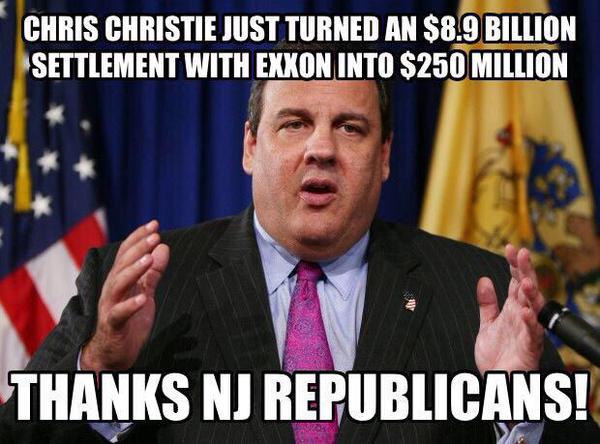 CHRIS CHRISTIE JUST TURNED AN $8.9 BILLION
SETTLEMENT WITH EXXON INTO $250 MILLION
THANKS NJ REPUBLICANS!